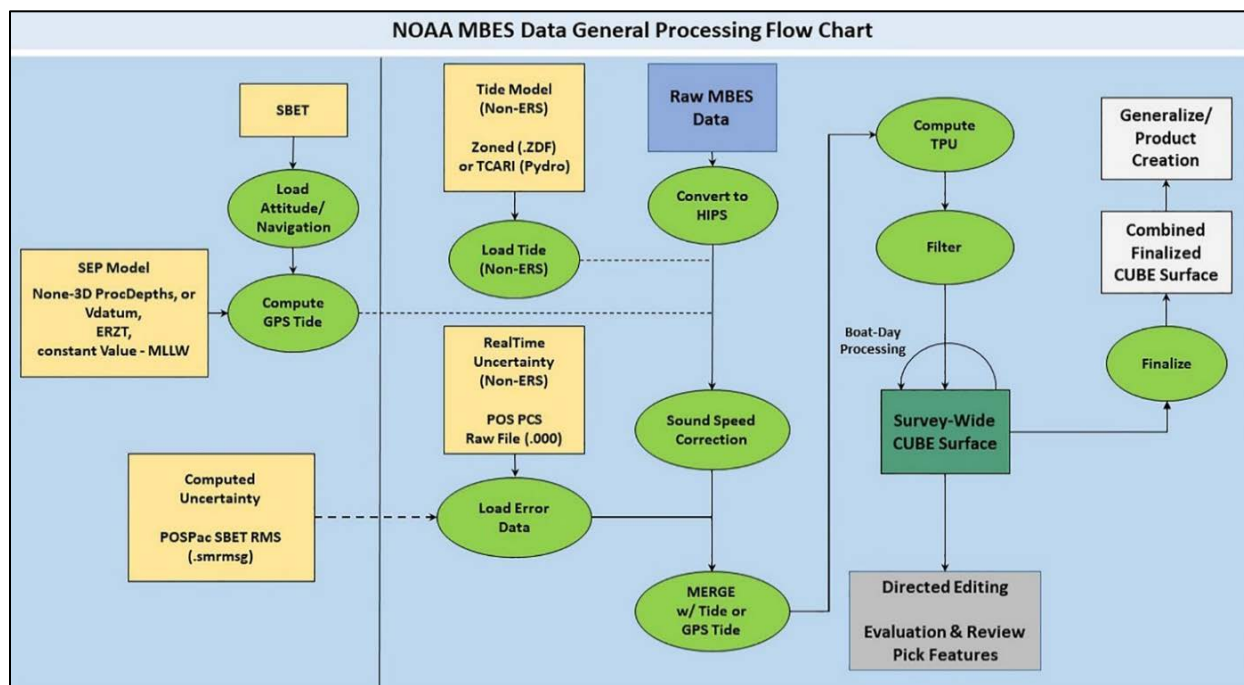 NOAA MBES Data General Processing Flow Chart
SBET
Load
Attitude/
Navigation
SEP Model
None-3D ProcDepths, or
Vdatum,
ERZT,
constant Value - MLLW
Compute
GPS Tide
Computed
Uncertainty
POSPac SBET RMS
(.smrmsg)
Tide Model
(Non-ERS)
Zoned (.ZDF)
or TCARI (Pydro)
Load Tide
(Non-ERS)
RealTime
Uncertainty
(Non-ERS)
POS PCS
Raw File (.000)
Load Error
Data
Raw MBES
Data
Convert to
HIPS
Sound Speed
Correction
MERGE
w/ Tide or
GPS Tide
Compute
TPU
Filter
Boat-Day
Processing
Survey-Wide
CUBE Surface
Directed Editing
Evaluation & Review
Pick Features
Generalize/
Product
Creation
Combined
Finalized
CUBE Surface
Finalize